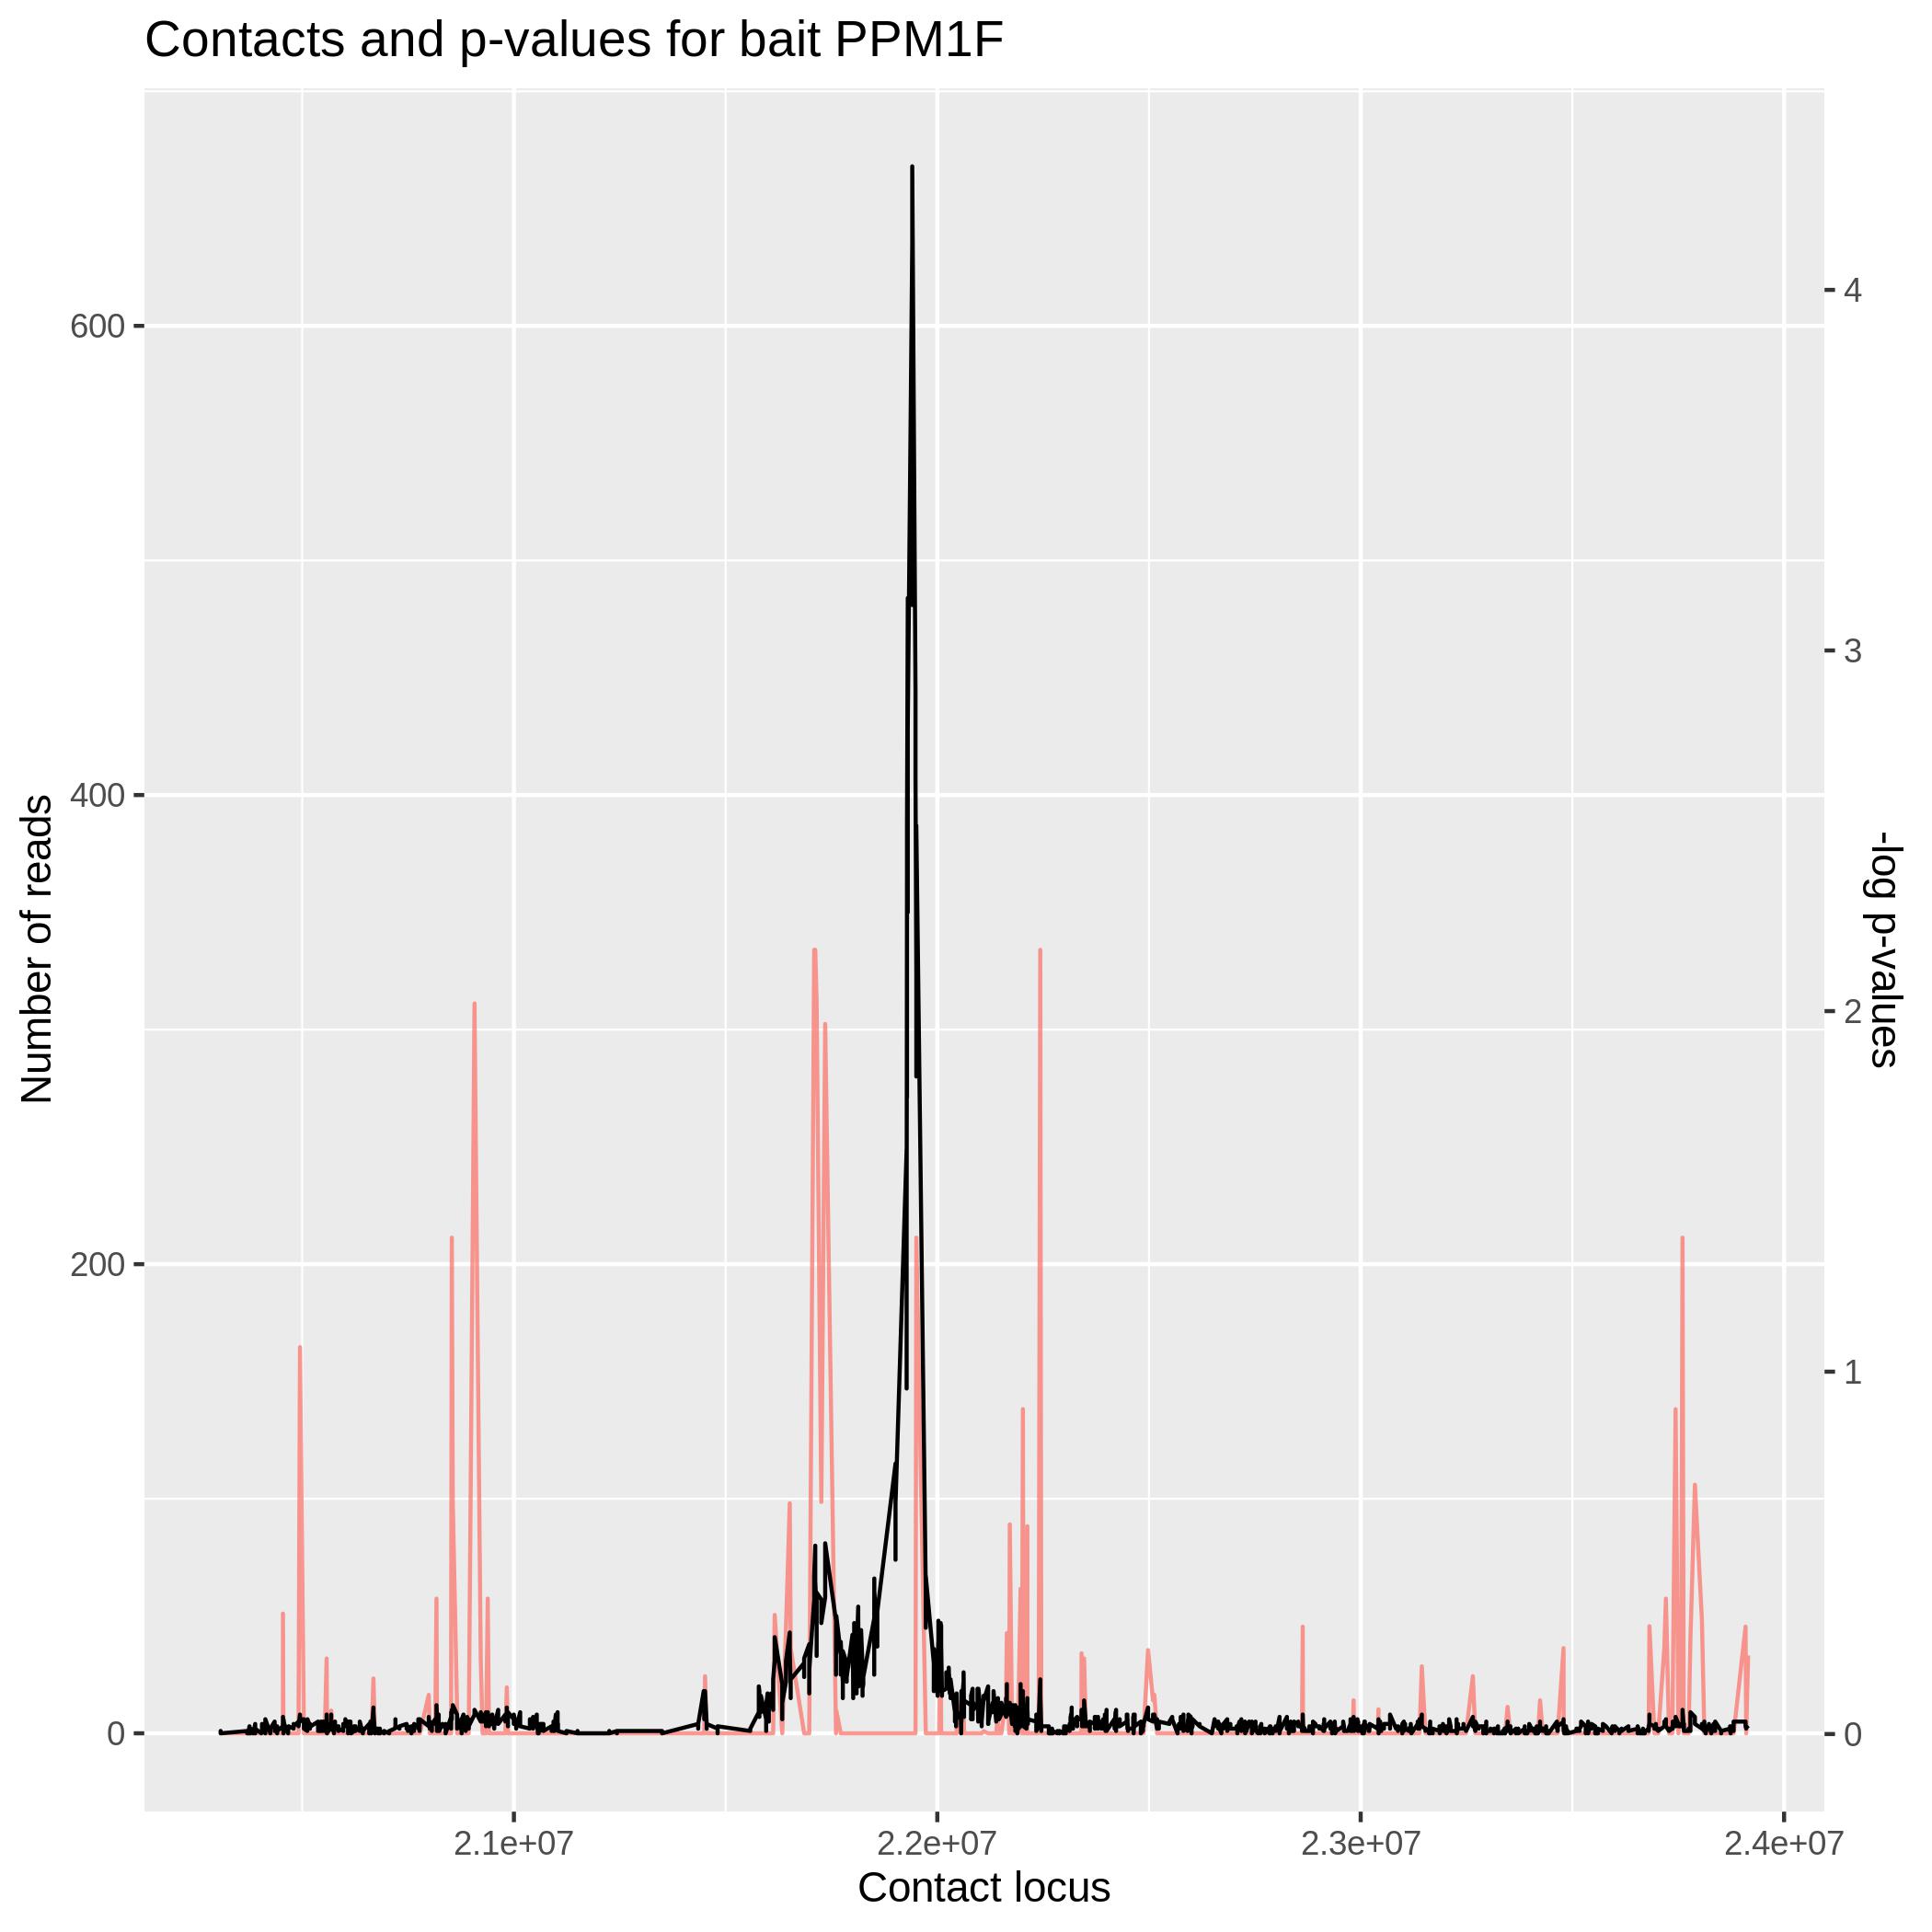 Contacts and p-values for bait PPM1F
Number of reads
600
400
200
0
4
3
2
1
0
-log p-values
2.1e+07
2.2e+07
2.3e+07
2.4e+07
Contact locus